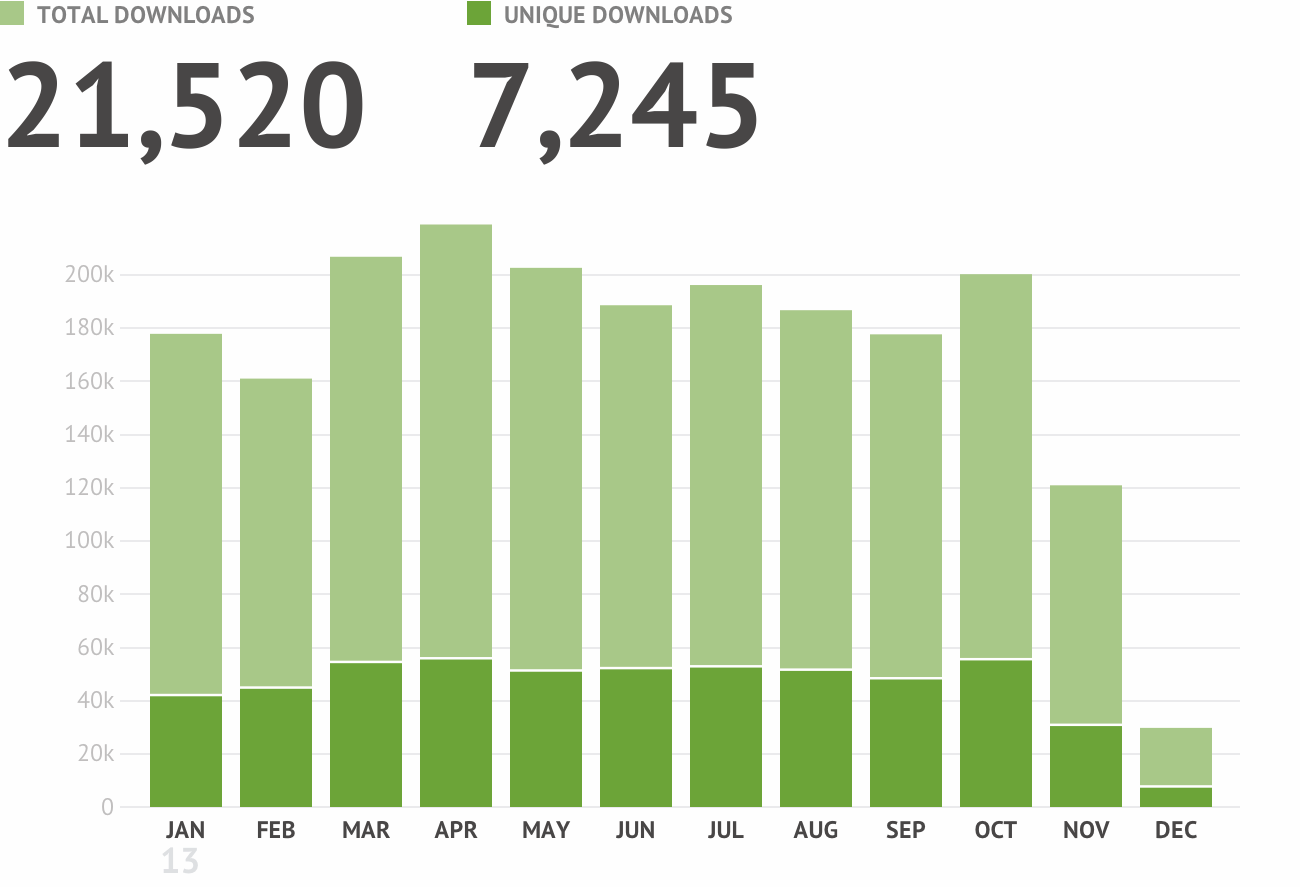 TOTAL DOWNLOADS UNIQUE DOWNLOADS
21,520 7,245
200k
180k
160k
140k
120k
100k
80k
60k
40k
20k
0
JAN FEB MAR APR MAY JUN JUL AUG SEP OCT NOV DEC
13